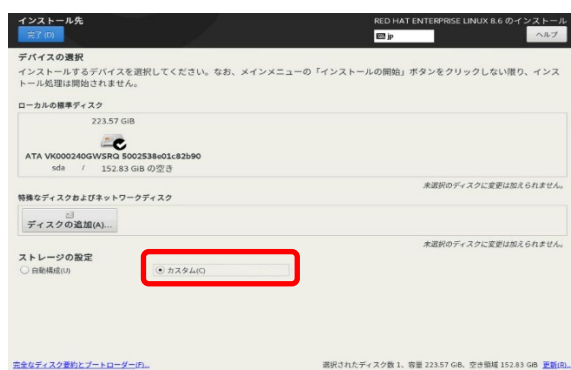 インストール先
RED HAT ENTERPRISE LINUX 8.6 のインストール
完了 (D)
jp
ヘルプ
デバイスの選択
インストールするデバイスを選択してください。なお、メインメニューの「インストールの開始」ボタンをクリックしない限り、インス
トール処理は開始されません。
ローカルの標準ディスク
223.57 GiB
ATA VK000240GWSRQ 5002538e01c82b90
sda / 152.83 GiB の空き
未選択のディスクに変更は加えられません。
特殊なディスクおよびネットワークディスク
ディスクの追加(A)...
未選択のディスクに変更は加えられません。
ストレージの設定
自動構成(U)
カスタム(C)
完全なディスク要約とブートローダー(F)...
選択されたディスク数 1、容量 223.57 GiB、空き領域 152.83 GiB 更新(R)...